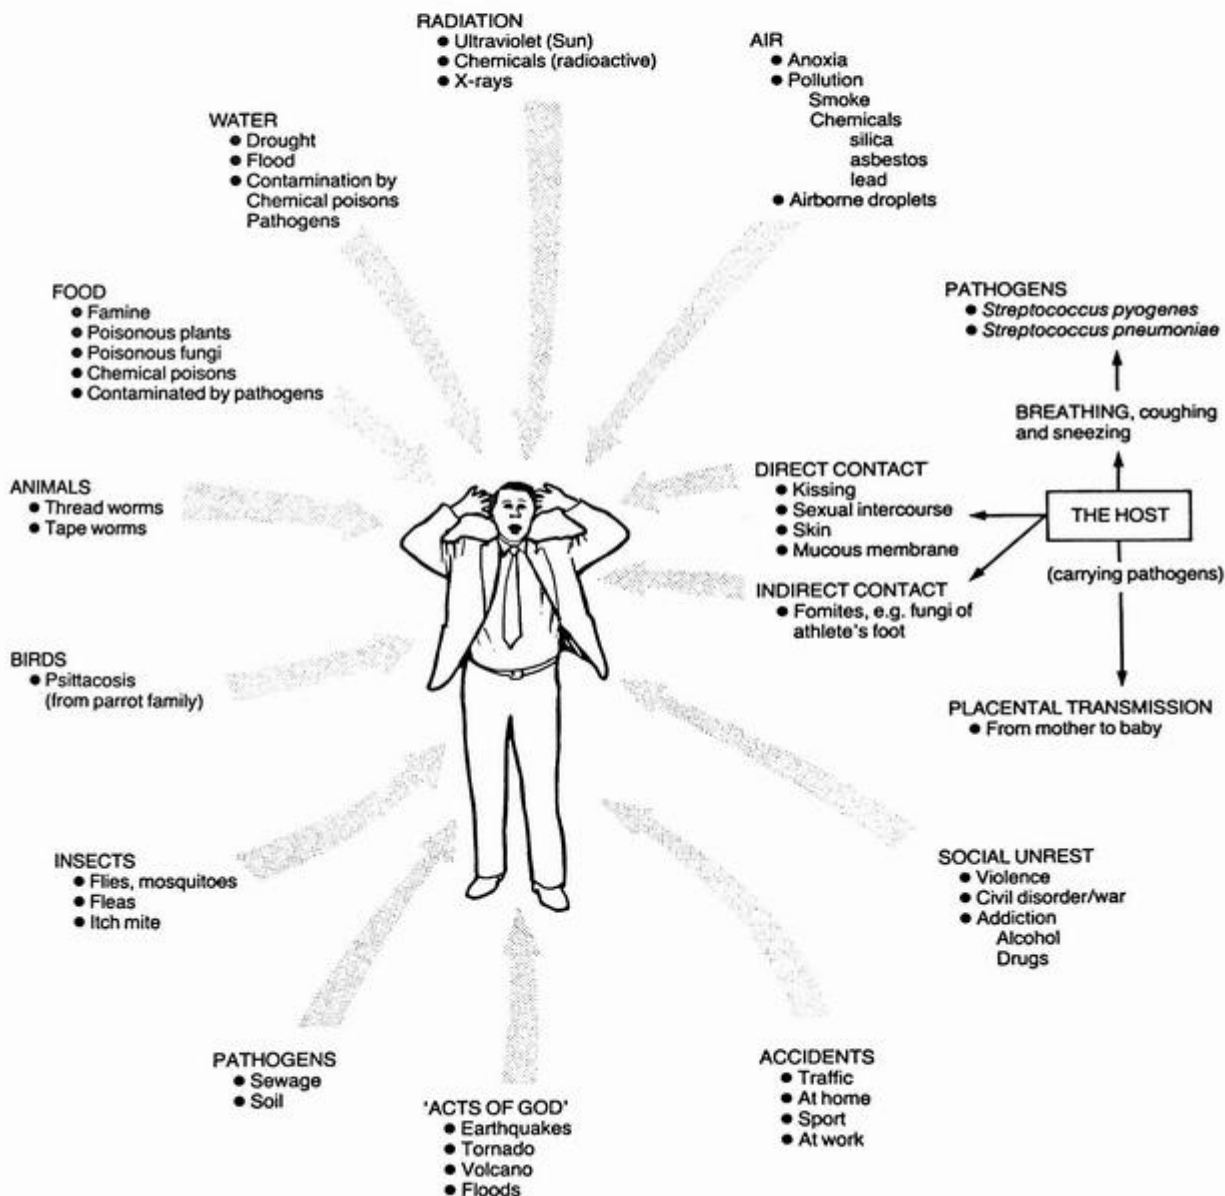 RADIATION
● Ultraviolet (Sun)
● Chemicals (radioactive)
● X-rays
AIR
● Anoxia
● Pollution
Smoke
Chemicals
silica
asbestos
lead
● Airborne droplets
WATER
● Drought
● Flood
● Contamination by
Chemical poisons
Pathogens
FOOD
● Famine
● Poisonous plants
● Poisonous fungi
● Chemical poisons
● Contaminated by pathogens
PATHOGENS
● Streptococcus pyogenes
● Streptococcus pneumoniae
BREATHING, coughing
and sneezing
ANIMALS
● Thread worms
● Tape worms
DIRECT CONTACT
● Kissing
● Sexual intercourse
● Skin
● Mucous membrane
THE HOST
(carrying pathogens)
INDIRECT CONTACT
● Fomites, e.g. fungi of
athlete's foot
BIRDS
● Psittacosis
(from parrot family)
PLACENTAL TRANSMISSION
● From mother to baby
INSECTS
● Flies, mosquitoes
● Fleas
● Itch mite
SOCIAL UNREST
● Violence
● Civil disorder/war
● Addiction
Alcohol
Drugs
PATHOGENS
● Sewage
● Soil
'ACTS OF GOD'
● Earthquakes
● Tornado
● Volcano
● Floods
ACCIDENTS
● Traffic
● At home
● Sport
● At work